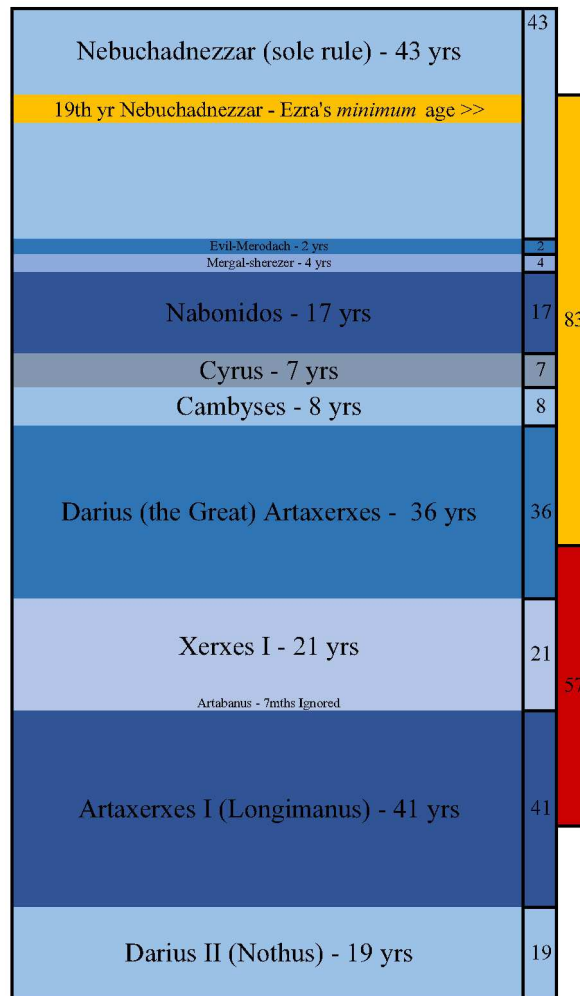 Nebuchadnezzar (sole rule) - 43 yrs
43
19th yr Nebuchadnezzar - Ezra's minimum age >>
Evil-Merodach - 2 yrs
2
Mergal-sherezer - 4 yrs
4
Nabonidos - 17 yrs
17
83
Cyrus - 7 yrs
7
Cambyses - 8 yrs
8
Darius (the Great) Artaxerxes - 36 yrs
36
Xerxes I - 21 yrs
21
57
Artabanus - 7mths Ignored
Artaxerxes I (Longimanus) - 41 yrs
41
Darius II (Nothus) - 19 yrs
19